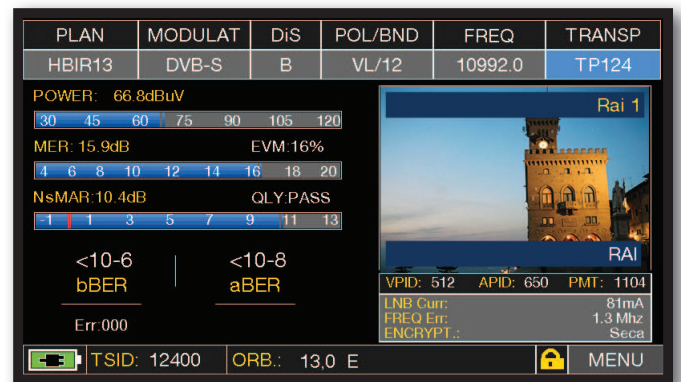 PLAN MODULAT DiS POL/BND FREQ TRANSP
HBIR13 DVB-S B VL/12 10992.0 TP124
POWER: 66.8dBuV
30 45 60 75 90 105 120
MER: 15.9dB EVM:16%
4 6 8 10 12 14 16 18 20
NsMAR:10.4dB QLY:PASS
-1 1 3 5 7 9 11 13
<10-6 <10-8
bBER aBER
Err:000
Rai 1
RAI
VPID: 512 APID: 650 PMT: 1104
LNB Curr: 81mA
FREQ Err: 1.3 Mhz
ENCRYPT.: Seca
TSID: 12400 ORB.: 13,0 E MENU